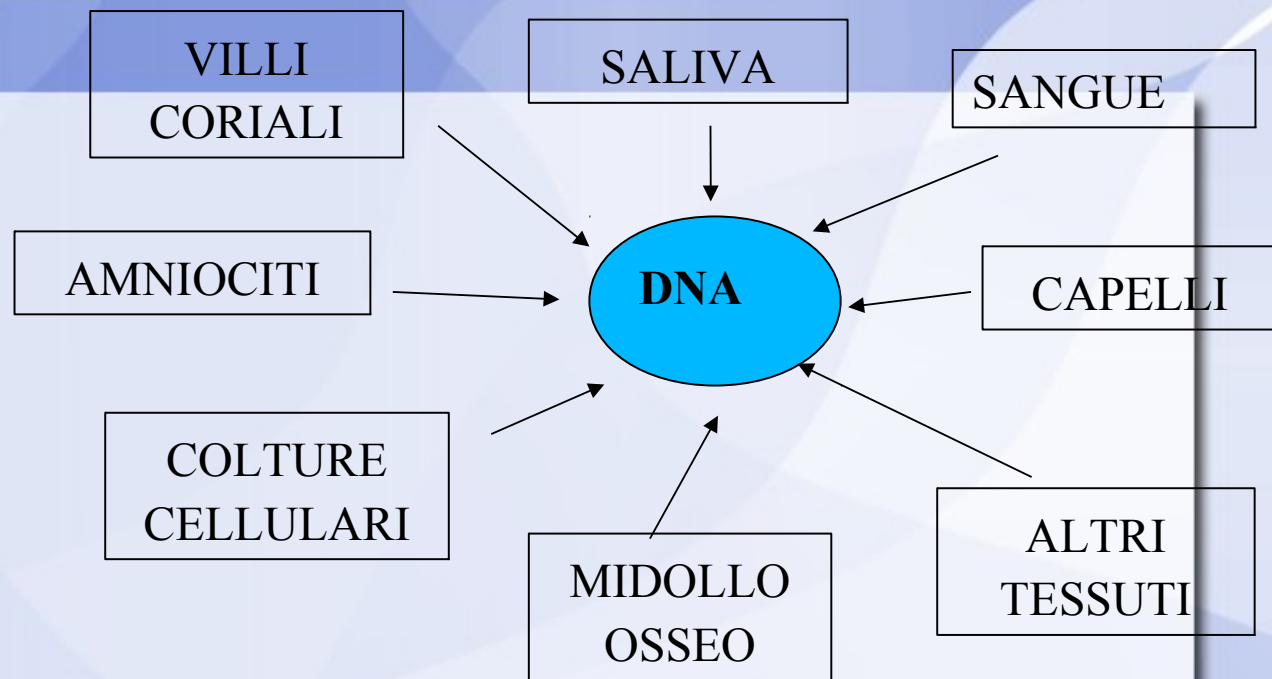 VILLI
CORIALI
SALIVA
SANGUE
AMNIOCITI
DNA
CAPELLI
COLTURE
CELLULARI
MIDOLLO
OSSEO
ALTRI
TESSUTI